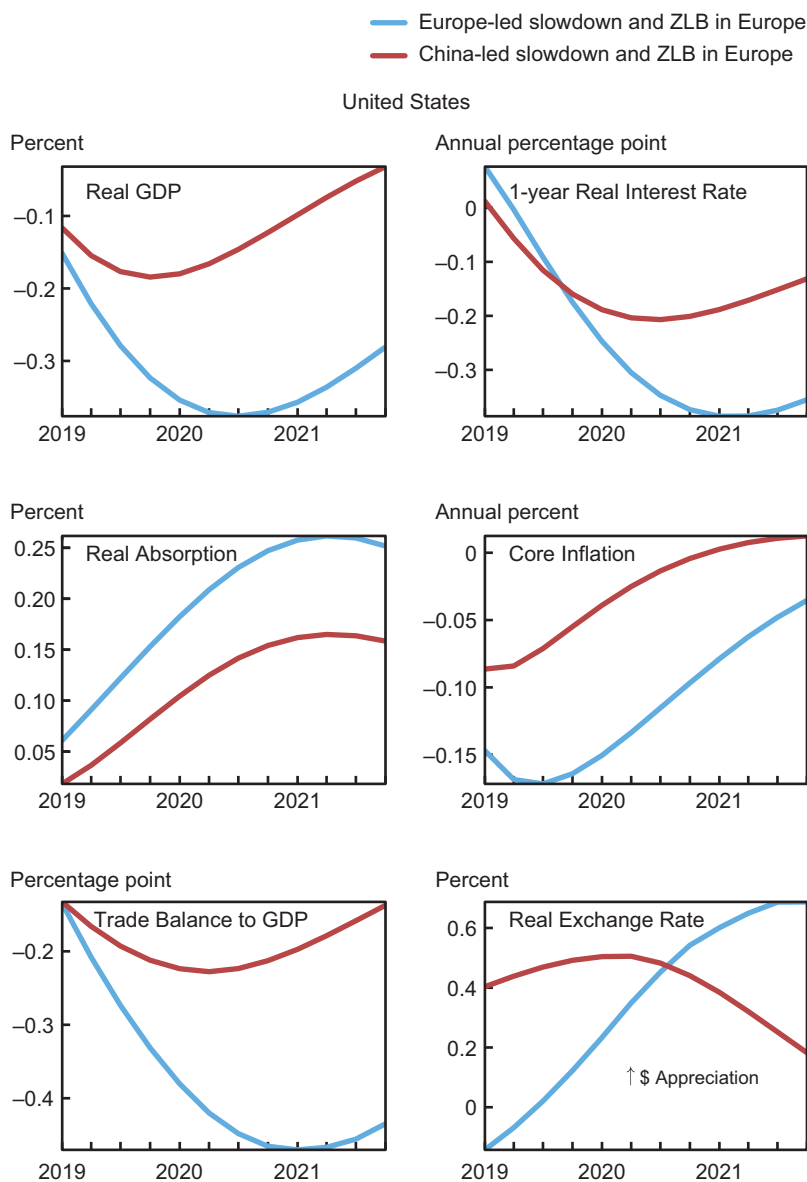 Europe-led slowdown and ZLB in Europe
China-led slowdown and ZLB in Europe
United States
Percent
Real GDP
–0.1
–0.2
–0.3
2019 2020 2021
Annual percentage point
1-year Real Interest Rate
0
–0.1
–0.2
–0.3
2019 2020 2021
Percent
Real Absorption
0.25
0.20
0.15
0.10
0.05
2019 2020 2021
Annual percent
Core Inflation
0
–0.05
–0.10
–0.15
2019 2020 2021
Percentage point
Trade Balance to GDP
–0.2
–0.3
–0.4
2019 2020 2021
Percent
Real Exchange Rate
0.6
0.4
0.2
0
↑ $ Appreciation
2019 2020 2021